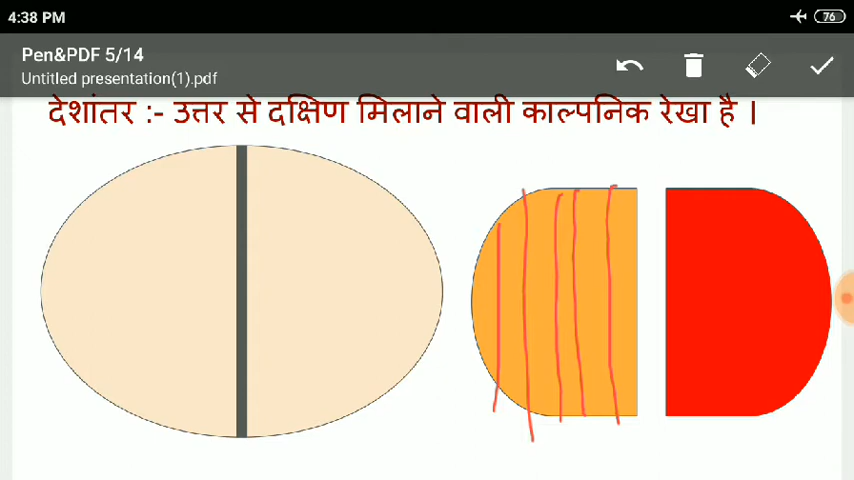 4:38 PM
76
Pen&PDF 5/14
Untitled presentation(1).pdf
देशांतर :- उत्तर से दक्षिण मिलाने वाली काल्पनिक रेखा है ।